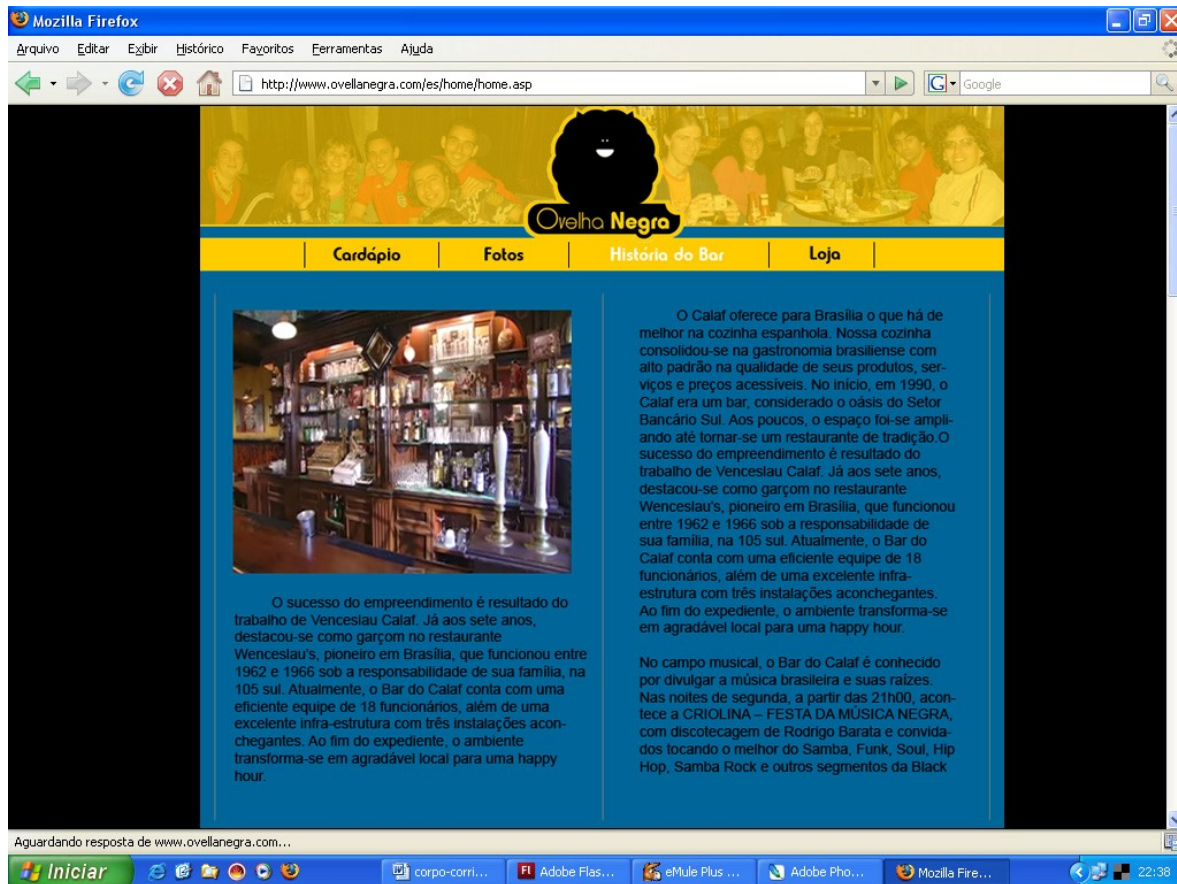 Mozilla Firefox
Arquivo Editar Exibir Histórico Favoritos Ferramentas Ajuda
http://www.ovellanegra.com/es/home/home.asp
G Google
Ovelha Negra
Cardápio Fotos História do Bar Loja
O sucesso do empreendimento é resultado do
trabalho de Venceslau Calaf. Já aos sete anos,
destacou-se como garçom no restaurante
Wenceslau's, pioneiro em Brasília, que funcionou entre
1962 e 1966 sob a responsabilidade de sua família, na
105 sul. Atualmente, o Bar do Calaf conta com uma
eficiente equipe de 18 funcionários, além de uma
excelente infra-estrutura com três instalações acon-
chegantes. Ao fim do expediente, o ambiente
transforma-se em agradável local para uma happy
hour.
O Calaf oferece para Brasília o que há de
melhor na cozinha espanhola. Nossa cozinha
consolidou-se na gastronomia brasiliense com
alto padrão na qualidade de seus produtos, ser-
viços e preços acessíveis. No início, em 1990, o
Calaf era um bar, considerado o oásis do Setor
Bancário Sul. Aos poucos, o espaço foi-se ampli-
ando até tornar-se um restaurante de tradição.O
sucesso do empreendimento é resultado do
trabalho de Venceslau Calaf. Já aos sete anos,
destacou-se como garçom no restaurante
Wenceslau's, pioneiro em Brasília, que funcionou
entre 1962 e 1966 sob a responsabilidade de
sua família, na 105 sul. Atualmente, o Bar do
Calaf conta com uma eficiente equipe de 18
funcionários, além de uma excelente infra-
estrutura com três instalações aconchegantes.
Ao fim do expediente, o ambiente transforma-se
em agradável local para uma happy hour.
No campo musical, o Bar do Calaf é conhecido
por divulgar a música brasileira e suas raízes.
Nas noites de segunda, a partir das 21h00, acon-
tece a CRIOLINA – FESTA DA MÚSICA NEGRA,
com discotecagem de Rodrigo Barata e convida-
dos tocando o melhor do Samba, Funk, Soul, Hip
Hop, Samba Rock e outros segmentos da Black
Aguardando resposta de www.ovellanegra.com...
Iniciar corpo-corri... Adobe Flas... eMule Plus ... Adobe Pho... Mozilla Fire... 22:38